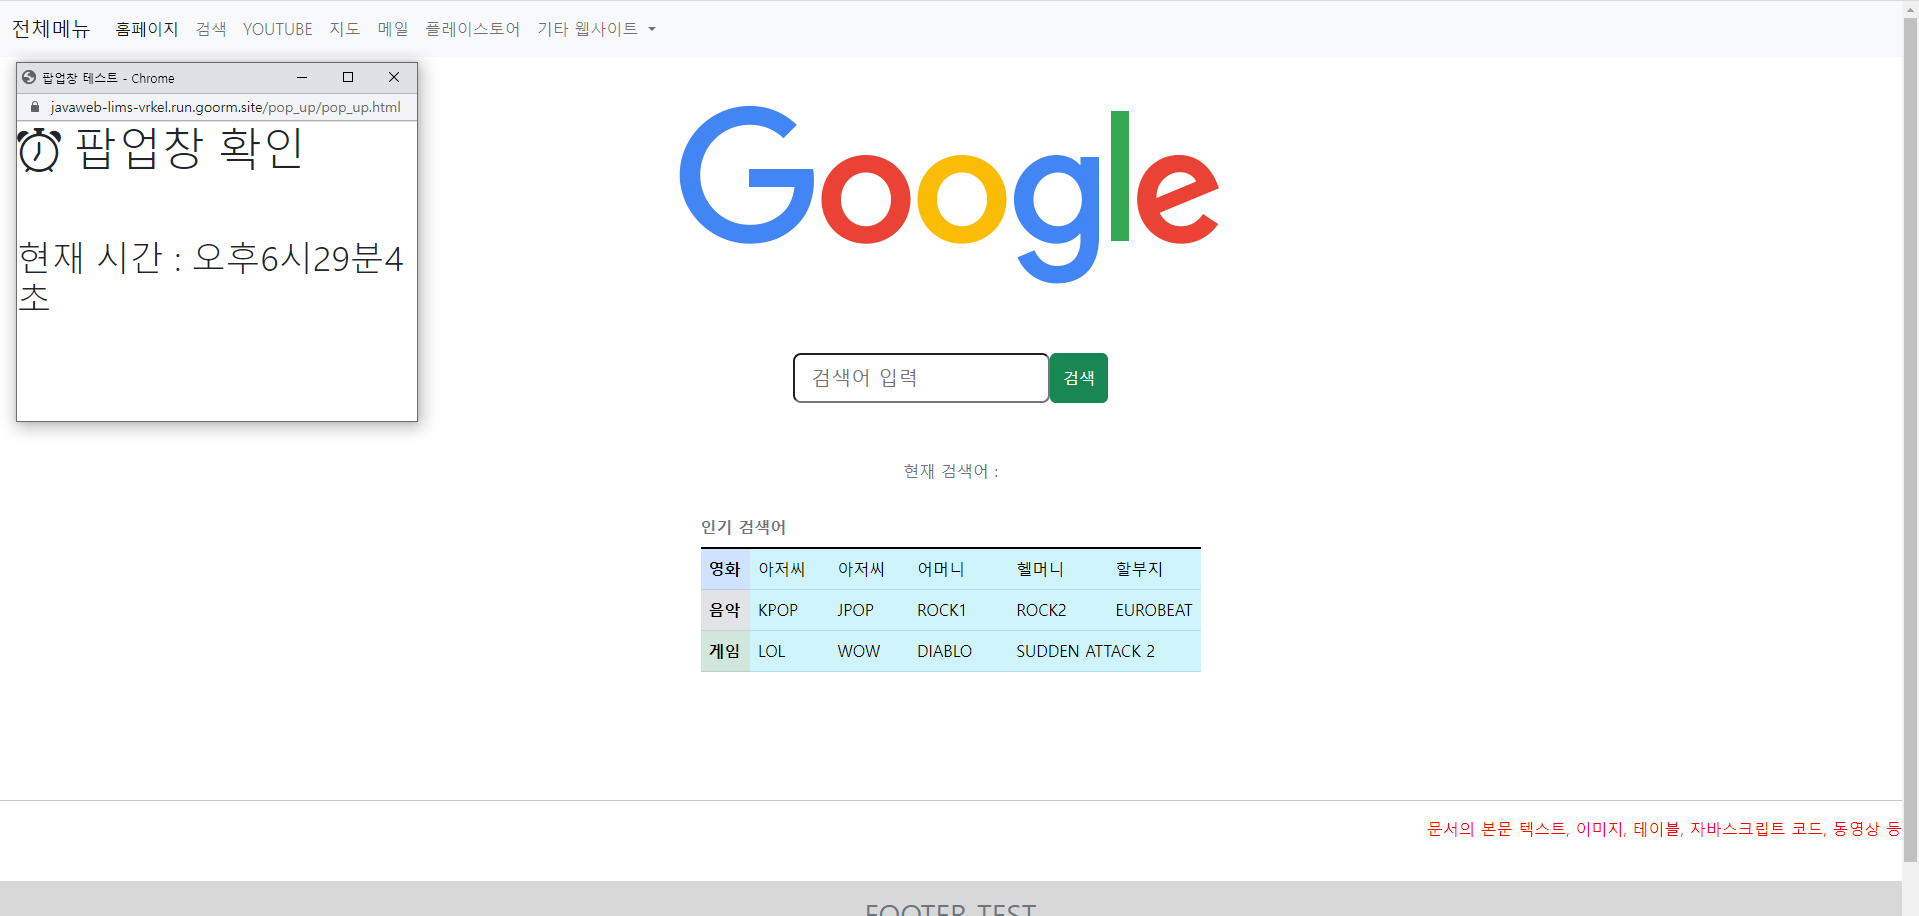 전체메뉴 홈페이지 검색 YOUTUBE 지도 메일 플레이스토어 기타 웹사이트
팝업창 테스트 - Chrome
javaweb-lims-vrkel.run.goorm.site/pop_up/pop_up.html
팝업창 확인
현재 시간 : 오후6시29분4
초
Google
검색어 입력 검색
현재 검색어 :
인기 검색어
영화 아저씨 아저씨 어머니 헬머니 할부지
음악 KPOP JPOP ROCK1 ROCK2 EUROBEAT
게임 LOL WOW DIABLO SUDDEN ATTACK 2
문서의 본문 텍스트, 이미지, 테이블, 자바스크립트 코드, 동영상 등
FOOTER TEST